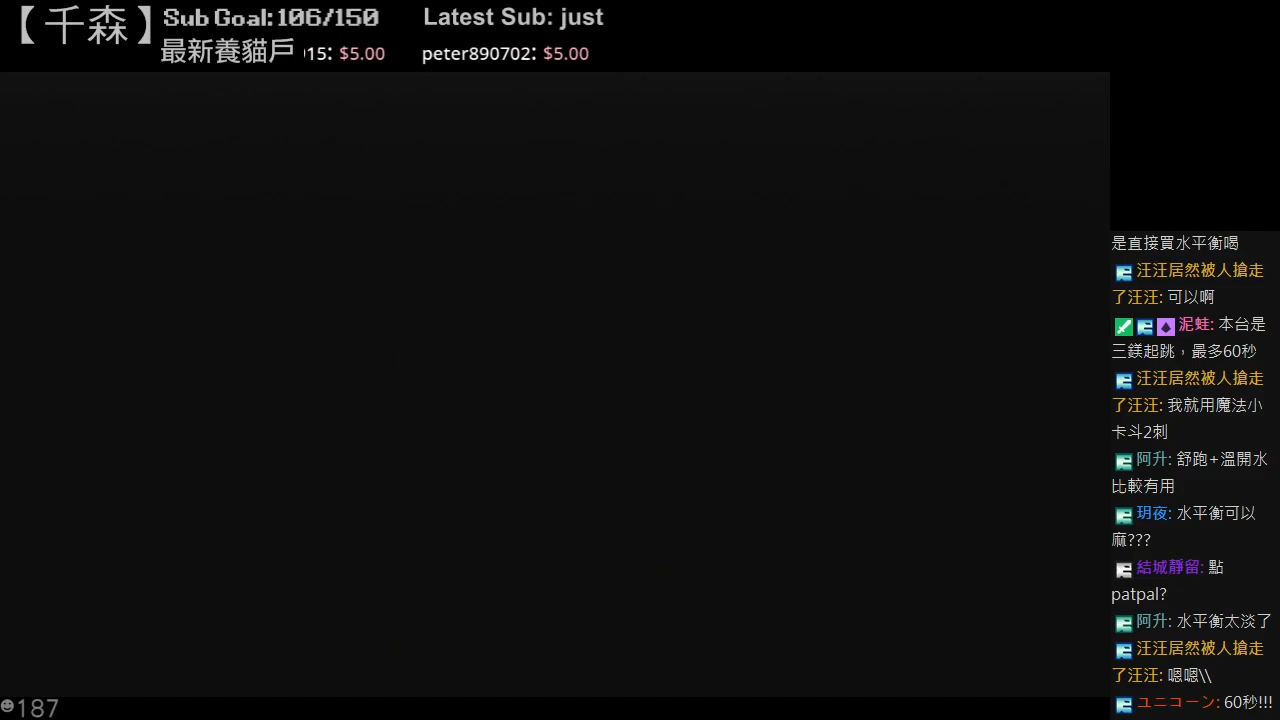 【千森】
Sub Goal:106/150
Latest Sub: just
最新養貓戶
15: $5.00
peter890702: $5.00
是直接買水平衡喝
汪汪居然被人搶走
了汪汪: 可以啊
泥蛙: 本台是
三鎂起跳，最多60秒
汪汪居然被人搶走
了汪汪: 我就用魔法小
卡斗2刺
阿升: 舒跑+溫開水
比較有用
玥夜: 水平衡可以
麻???
結城靜留: 點
patpal?
阿升: 水平衡太淡了
汪汪居然被人搶走
了汪汪: 嗯嗯\\
ユニコーン: 60秒!!!
187